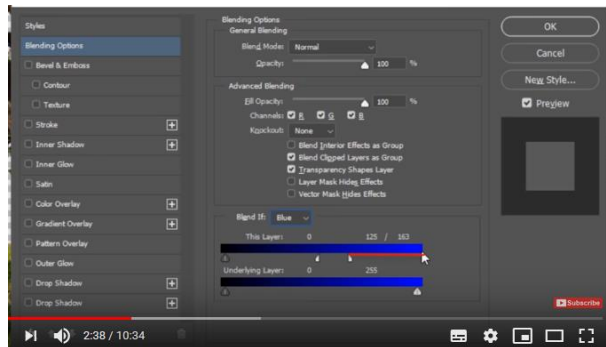 Styles
Blending Options
Bevel & Emboss
Contour
Texture
Stroke
Inner Shadow
Inner Glow
Satin
Color Overlay
Gradient Overlay
Pattern Overlay
Outer Glow
Drop Shadow
Drop Shadow
Blending Options
General Blending
Blend Mode: Normal
Opacity: 100 %
Advanced Blending
Fill Opacity: 100 %
Channels: R G B
Knockout: None
Blend Interior Effects as Group
Blend Clipped Layers as Group
Transparency Shapes Layer
Layer Mask Hides Effects
Vector Mask Hides Effects
Blend If: Blue
This Layer: 0 125 / 163
Underlying Layer: 0 255
OK
Cancel
New Style...
Preview
Subscribe
2:38 / 10:34